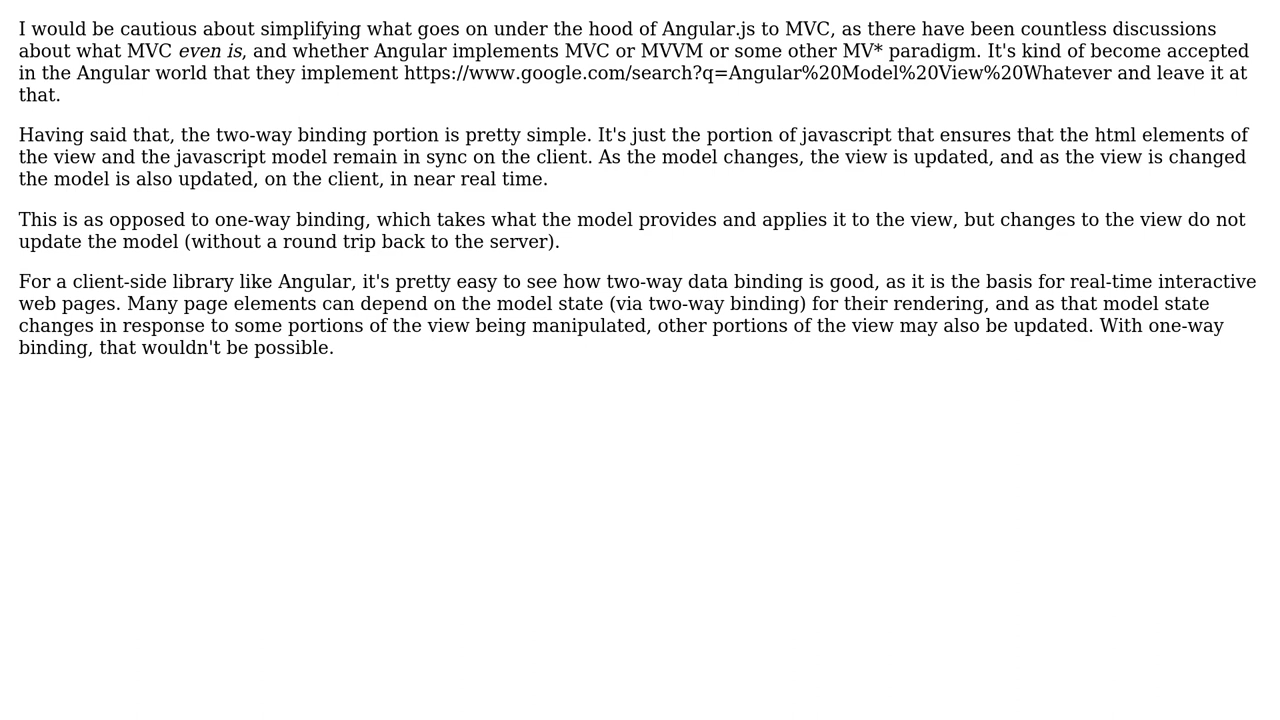 I would be cautious about simplifying what goes on under the hood of Angular.js to MVC, as there have been countless discussions
about what MVC even is, and whether Angular implements MVC or MVVM or some other MV* paradigm. It's kind of become accepted
in the Angular world that they implement https://www.google.com/search?q=Angular%20Model%20View%20Whatever and leave it at
that.
Having said that, the two-way binding portion is pretty simple. It's just the portion of javascript that ensures that the html elements of
the view and the javascript model remain in sync on the client. As the model changes, the view is updated, and as the view is changed
the model is also updated, on the client, in near real time.
This is as opposed to one-way binding, which takes what the model provides and applies it to the view, but changes to the view do not
update the model (without a round trip back to the server).
For a client-side library like Angular, it's pretty easy to see how two-way data binding is good, as it is the basis for real-time interactive
web pages. Many page elements can depend on the model state (via two-way binding) for their rendering, and as that model state
changes in response to some portions of the view being manipulated, other portions of the view may also be updated. With one-way
binding, that wouldn't be possible.